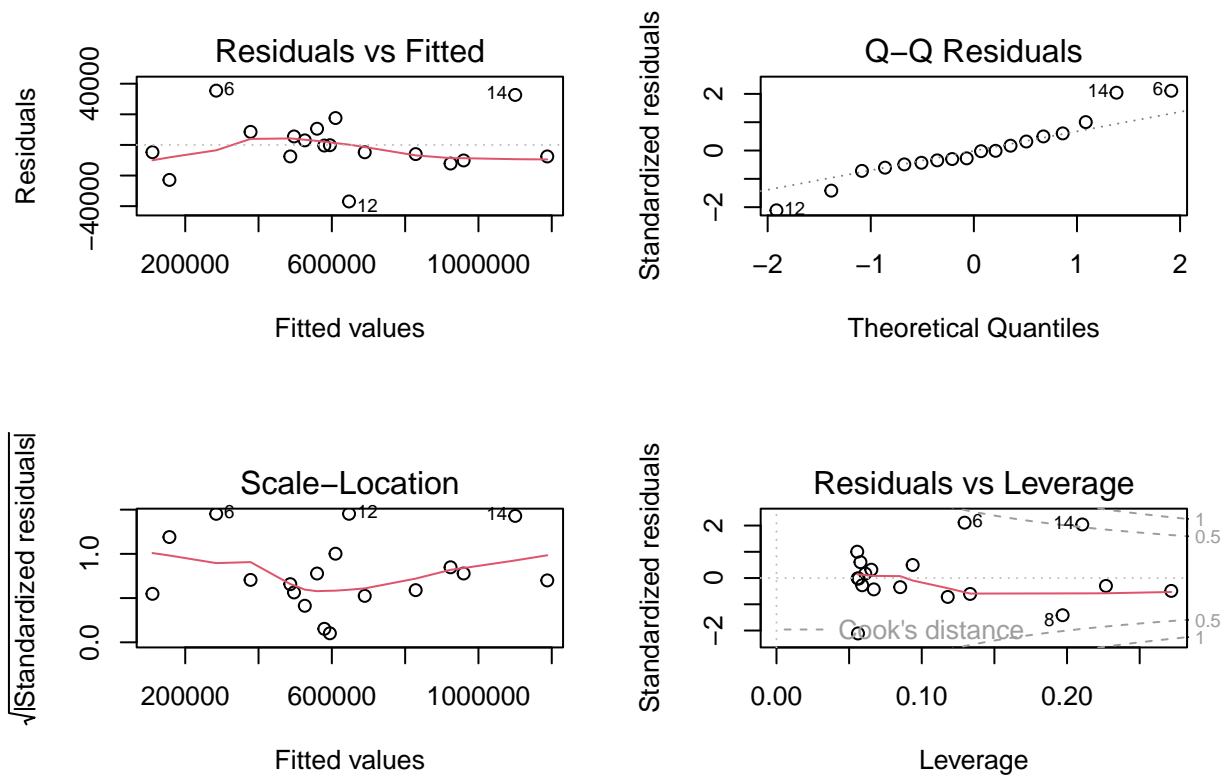 Residuals vs Fitted
Residuals
−40000
40000
6
14
12
200000 600000 1000000
Fitted values
Q−Q Residuals
Standardized residuals
−2 0 2
14
6
12
−2 −1 0 1 2
Theoretical Quantiles
Scale−Location
√|Standardized residuals|
0.0 1.0
6
12
14
200000 600000 1000000
Fitted values
Residuals vs Leverage
Standardized residuals
−2 0 2
6
14
8
1
0.5
0.5
1
Cook's distance
0.00 0.10 0.20
Leverage